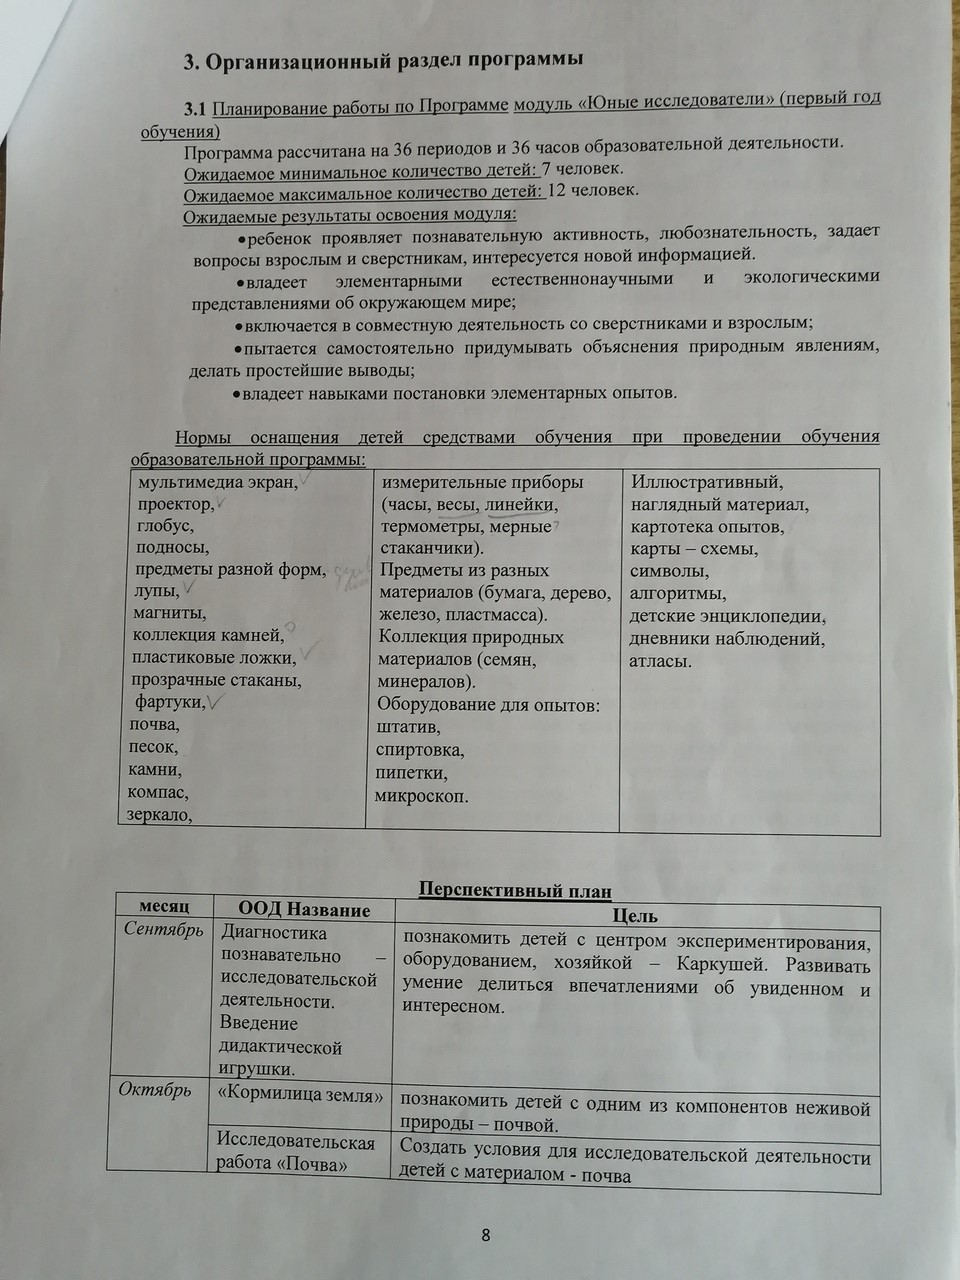 3. Организационный раздел программы
3.1 Планирование работы по Программе модуль «Юные исследователи» (первый год
обучения)
Программа рассчитана на 36 периодов и 36 часов образовательной деятельности.
Ожидаемое минимальное количество детей: 7 человек.
Ожидаемое максимальное количество детей: 12 человек.
Ожидаемые результаты освоения модуля:
•ребенок проявляет познавательную активность, любознательность, задает
вопросы взрослым и сверстникам, интересуется новой информацией.
•владеет элементарными естественнонаучными и экологическими
представлениями об окружающем мире;
•включается в совместную деятельность со сверстниками и взрослым;
•пытается самостоятельно придумывать объяснения природным явлениям,
делать простейшие выводы;
•владеет навыками постановки элементарных опытов.
Нормы оснащения детей средствами обучения при проведении обучения
образовательной программы:
мультимедиа экран,
проектор,
глобус,
подносы,
предметы разной форм,
лупы,
магниты,
коллекция камней,
пластиковые ложки,
прозрачные стаканы,
фартуки,
почва,
песок,
камни,
компас,
зеркало,
измерительные приборы
(часы, весы, линейки,
термометры, мерные
стаканчики).
Предметы из разных
материалов (бумага, дерево,
железо, пластмасса).
Коллекция природных
материалов (семян,
минералов).
Оборудование для опытов:
штатив,
спиртовка,
пипетки,
микроскоп.
Иллюстративный,
наглядный материал,
картотека опытов,
карты – схемы,
символы,
алгоритмы,
детские энциклопедии,
дневники наблюдений,
атласы.
Перспективный план
месяц
ООД Название
Цель
Сентябрь
Диагностика
познавательно –
исследовательской
деятельности.
Введение
дидактической
игрушки.
познакомить детей с центром экспериментирования,
оборудованием, хозяйкой – Каркушей. Развивать
умение делиться впечатлениями об увиденном и
интересном.
Октябрь
«Кормилица земля»
познакомить детей с одним из компонентов неживой
природы – почвой.
Исследовательская
работа «Почва»
Создать условия для исследовательской деятельности
детей с материалом - почва
8